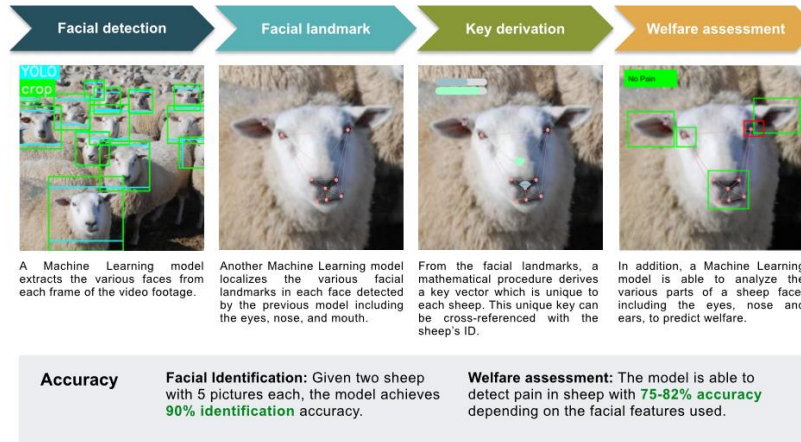 Facial detection
Facial landmark
Key derivation
Welfare assessment
YOLO
crop
No Pain
A Machine Learning model
extracts the various faces from
each frame of the video footage.
Another Machine Learning model
localizes the various facial
landmarks in each face detected
by the previous model including
the eyes, nose, and mouth.
From the facial landmarks, a
mathematical procedure derives
a key vector which is unique to
each sheep. This unique key can
be cross-referenced with the
sheep's ID.
In addition, a Machine Learning
model is able to analyze the
various parts of a sheep face,
including the eyes, nose and
ears, to predict welfare.
Accuracy
Facial Identification: Given two sheep
with 5 pictures each, the model achieves
90% identification accuracy.
Welfare assessment: The model is able to
detect pain in sheep with 75-82% accuracy
depending on the facial features used.